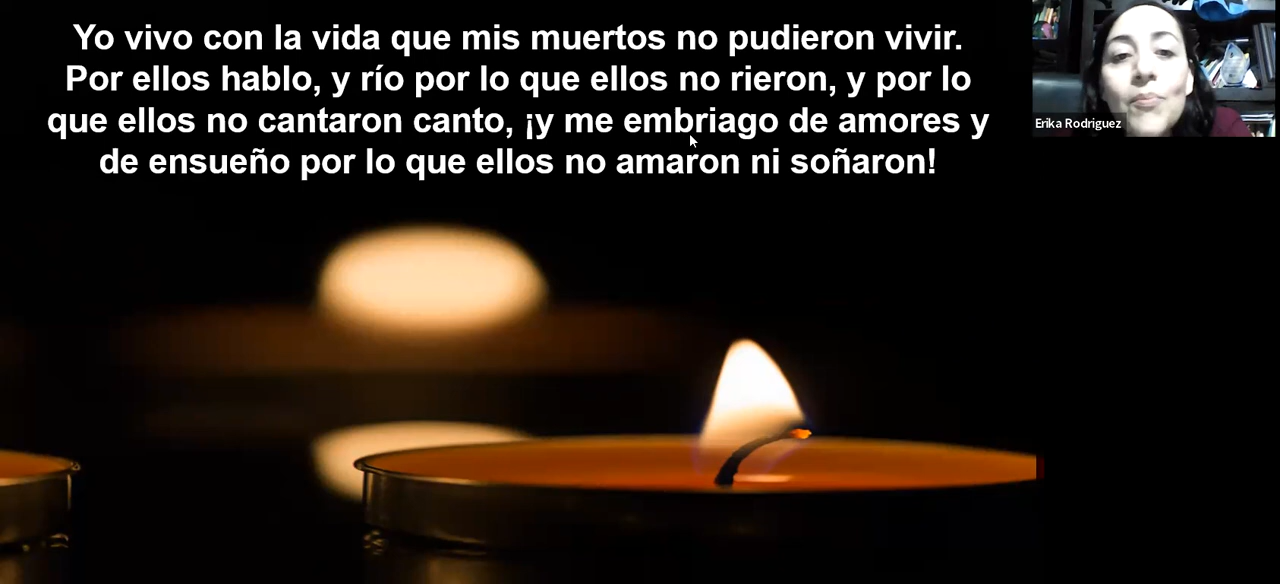 Yo vivo con la vida que mis muertos no pudieron vivir.
Por ellos hablo, y río por lo que ellos no rieron, y por lo
que ellos no cantaron canto, ¡y me embriago de amores y
de ensueño por lo que ellos no amaron ni soñaron!
Erika Rodriguez